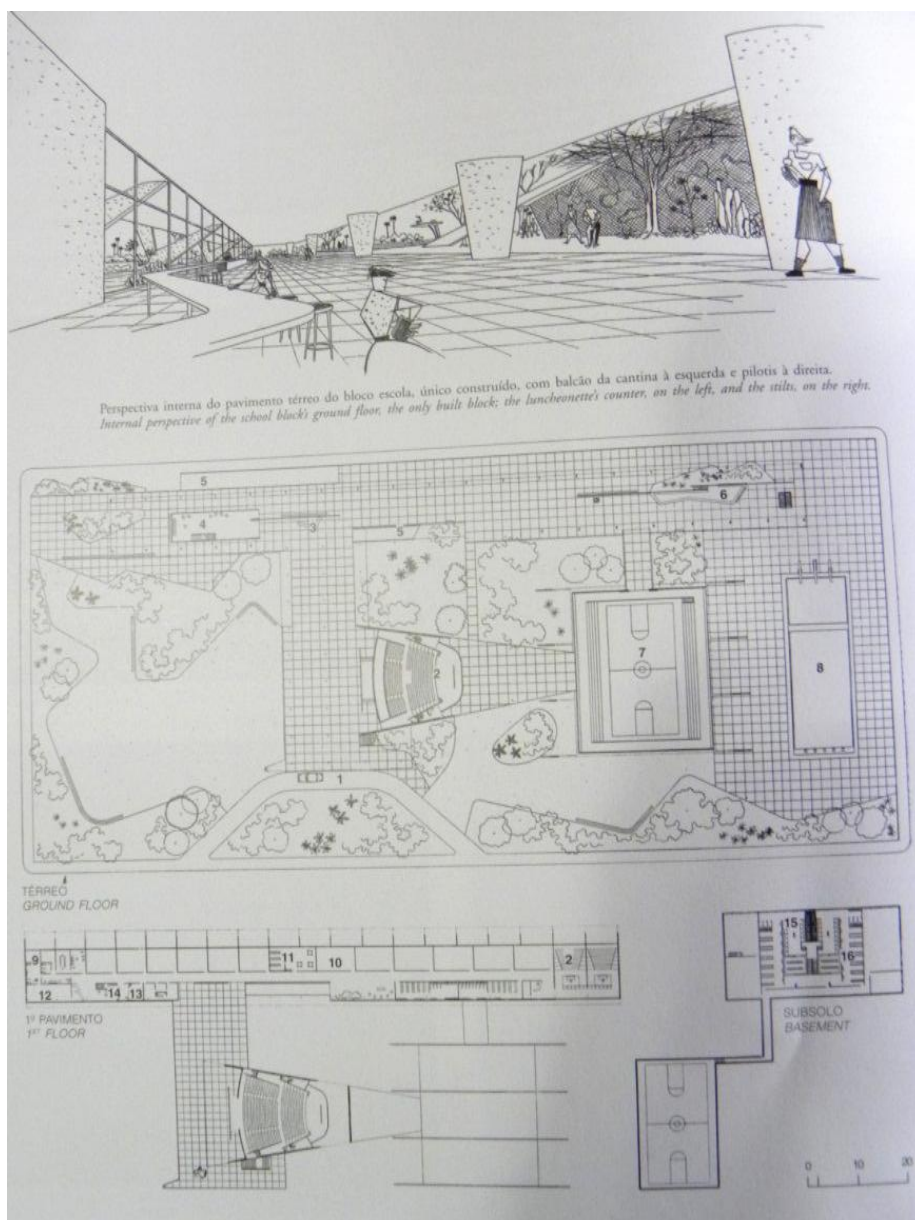 Perspectiva interna do pavimento térreo do bloco escola, único construído, com balcão da cantina à esquerda e pilotis à direita.
Internal perspective of the school block's ground floor, the only built block; the luncheonette's counter, on the left, and the stilts, on the right.
5
6
4
3
5
2
7
8
1
TÉRREO
GROUND FLOOR
9
11
10
2
12
14
13
15
16
1º PAVIMENTO
1ST FLOOR
SUBSOLO
BASEMENT
0
10
20